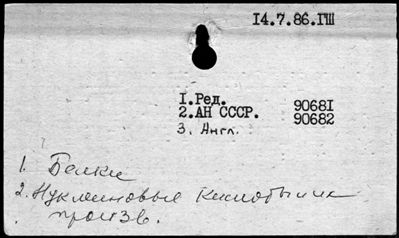 14.7.86.ГШ
1.Ред. 90681
2.АН СССР. 90682
3. Англ.
1. Белки
2. Нуклеиновые кислоты и их
произв.